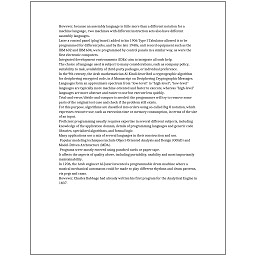 However, because an assembly language is little more than a different notation for a
machine language, two machines with different instruction sets also have different
assembly languages.
Later a control panel (plug board) added to his 1906 Type I Tabulator allowed it to be
programmed for different jobs, and by the late 1940s, unit record equipment such as the
IBM 602 and IBM 604, were programmed by control panels in a similar way, as were the
first electronic computers.
Integrated development environments (IDEs) aim to integrate all such help.
The choice of language used is subject to many considerations, such as company policy,
suitability to task, availability of third-party packages, or individual preference.
In the 9th century, the Arab mathematician Al-Kindi described a cryptographic algorithm
for deciphering encrypted code, in A Manuscript on Deciphering Cryptographic Messages.
Languages form an approximate spectrum from "low-level" to "high-level"; "low-level"
languages are typically more machine-oriented and faster to execute, whereas "high-level"
languages are more abstract and easier to use but execute less quickly.
Trial-and-error/divide-and-conquer is needed: the programmer will try to remove some
parts of the original test case and check if the problem still exists.
For this purpose, algorithms are classified into orders using so-called Big O notation,
which expresses resource use, such as execution time or memory consumption, in terms of the size
of an input.
Proficient programming usually requires expertise in several different subjects, including
knowledge of the application domain, details of programming languages and generic code
libraries, specialized algorithms, and formal logic.
Many applications use a mix of several languages in their construction and use.
Popular modeling techniques include Object-Oriented Analysis and Design (OOAD) and
Model-Driven Architecture (MDA).
Programs were mostly entered using punched cards or paper tape.
It affects the aspects of quality above, including portability, usability and most importantly
maintainability.
In 1206, the Arab engineer Al-Jazari invented a programmable drum machine where a
musical mechanical automaton could be made to play different rhythms and drum patterns,
via pegs and cams.
However, Charles Babbage had already written his first program for the Analytical Engine in
1837.